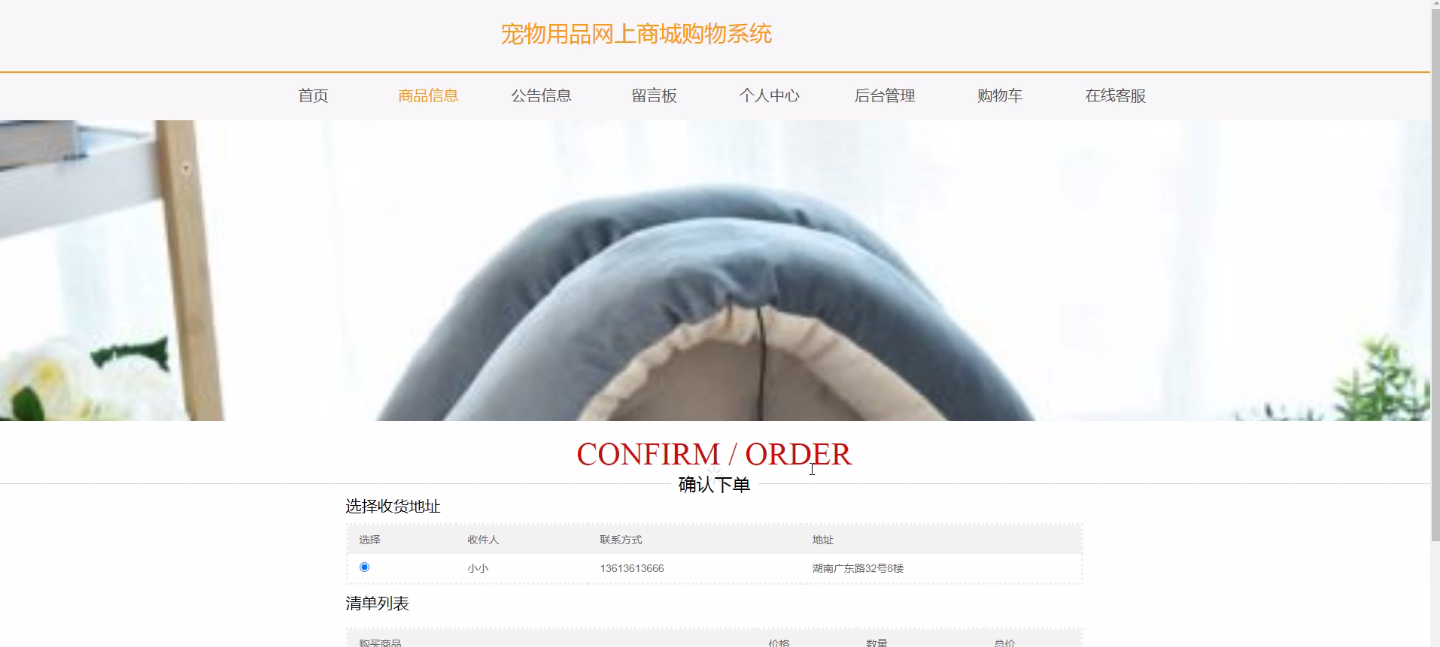 宠物用品网上商城购物系统
首页 商品信息 公告信息 留言板 个人中心 后台管理 购物车 在线客服
CONFIRM / ORDER
确认下单
选择收货地址
选择 收件人 联系方式 地址
小小 13613613666 湖南广东路32号6楼
清单列表
购买商品 价格 数量 总价